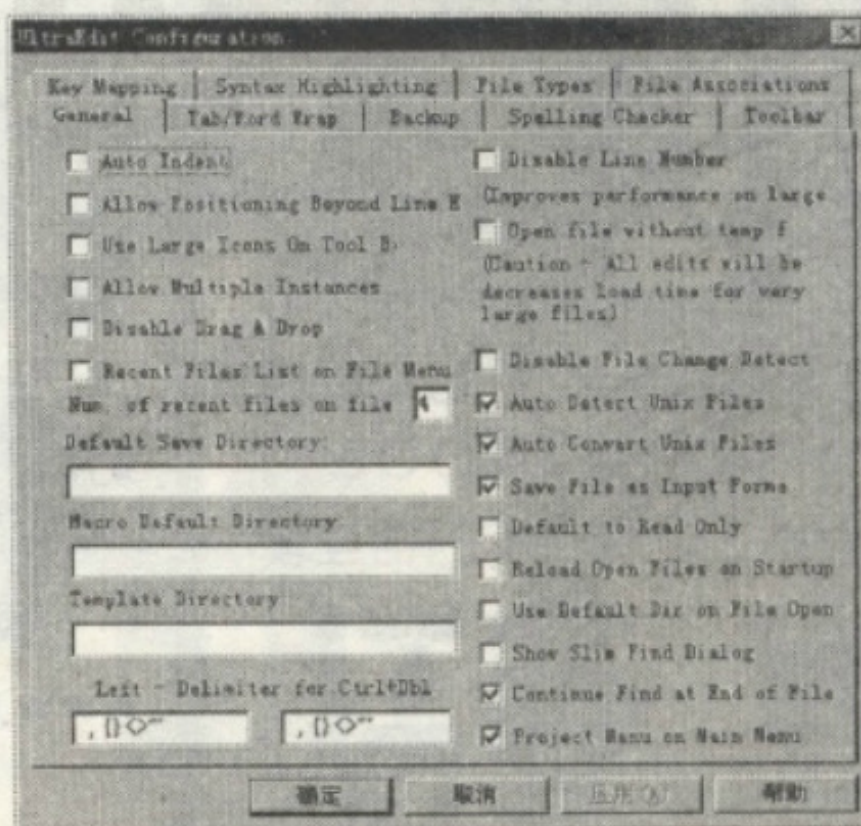 UltraEdit Configuration
Key Mapping
Syntax Highlighting
File Types
File Associations
General
Tab/Word Wrap
Backup
Spelling Checker
Toolbar
Auto Indent
Allow Positioning Beyond Line E
Use Large Icons On Tool B
Allow Multiple Instances
Disable Drag & Drop
Recent Files List on File Menu
Num. of recent files on file
4
Default Save Directory:
Macro Default Directory
Template Directory
Left - Delimiter for Ctrl+Dbl
Disable Line Number
(Improves performance on large
Open file without temp f
(Caution - All edits will be
decreases Load time for very
large files)
Disable File Change Detect
Auto Detect Unix Files
Auto Convert Unix Files
Save File as Input Forma
Default to Read Only
Reload Open Files on Startup
Use Default Dir on File Open
Show Slim Find Dialog
Continue Find at End of File
Project Menu on Main Menu
确定
取消
应用(A)
帮助